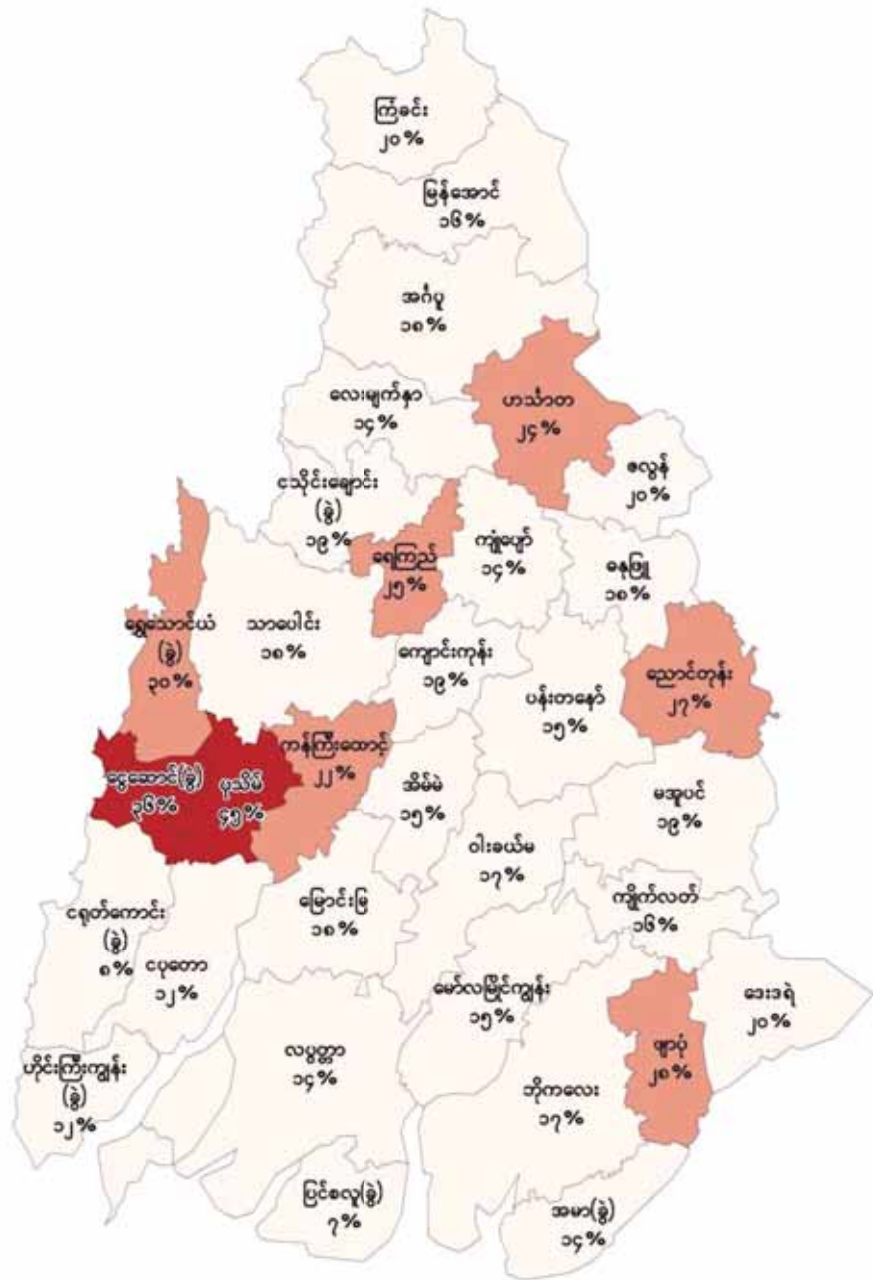 ကြံခင်း
၂၀%
မြန်အောင်
၁၆%
အင်္ဂပူ
၁၈%
လေးမျက်နှာ
၁၄%
ဟင်္သာတ
၂၄%
ဇလွန်
၂၀%
ငသိုင်းချောင်း
(ခွဲ)
၁၉%
ရေကြည်
၂၅%
ကျုံပျော်
၁၄%
ဓနုဖြူ
၁၈%
ရွှေသောင်ယံ
(ခွဲ)
၃၀%
သာပေါင်း
၁၈%
ကျောင်းကုန်း
၁၉%
ပန်းတနော်
၁၅%
ညောင်တုန်း
၂၇%
ငွေဆောင်(ခွဲ)
၃၆%
ပုသိမ်
၄၅%
ကန်ကြီးထောင့်
၂၂%
အိမ်မဲ
၁၅%
မအူပင်
၁၉%
ဝါးခယ်မ
၁၇%
ကျိုက်လတ်
၁၆%
ငရုတ်ကောင်း
(ခွဲ)
၈%
ငပုတော
၁၂%
မြောင်းမြ
၁၈%
မော်လမြိုင်ကျွန်း
၁၅%
ဒေးဒရဲ
၂၀%
ဟိုင်းကြီးကျွန်း
(ခွဲ)
၁၂%
လပွတ္တာ
၁၄%
ဘိုကလေး
၁၇%
ဖျာပုံ
၂၈%
ပြင်စလူ(ခွဲ)
၇%
အမာ(ခွဲ)
၁၄%